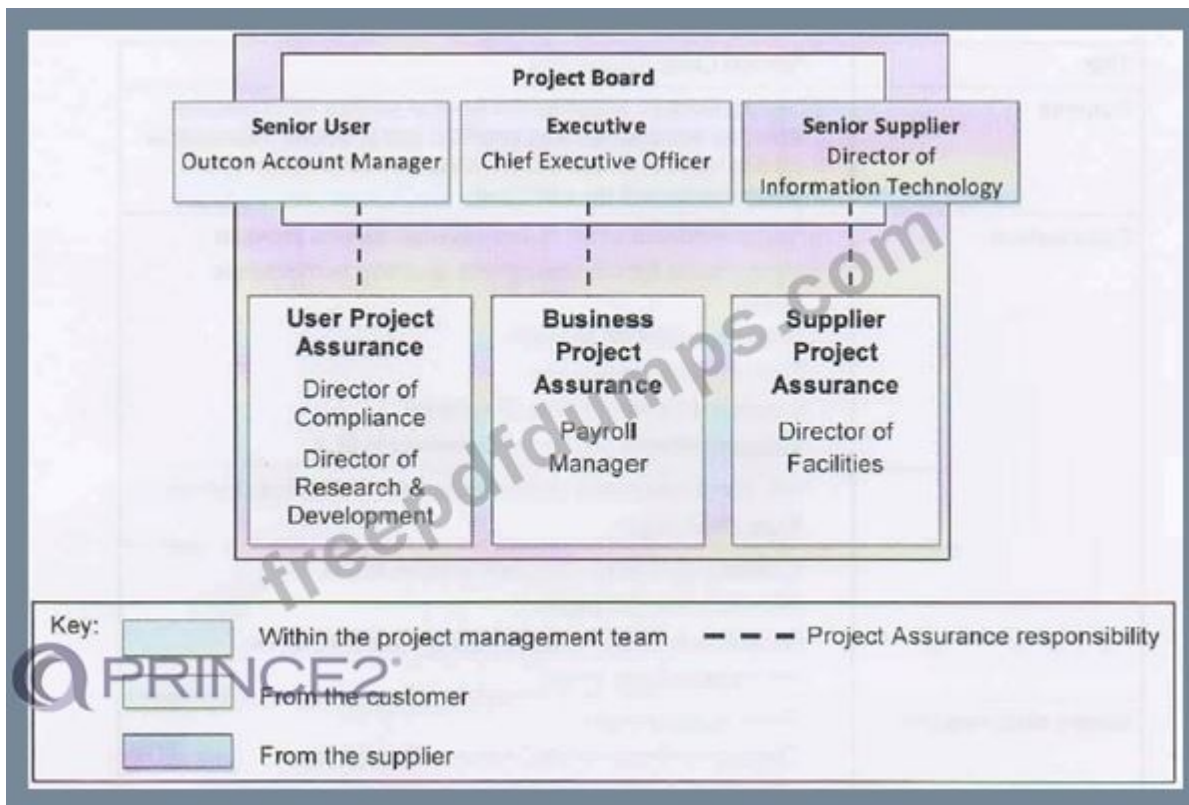 Project Board
Senior User
Outcon Account Manager
Executive
Chief Executive Officer
Senior Supplier
Director of
Information Technology
User Project
Assurance
Director of
Compliance
Director of
Research &
Development
Business
Project
Assurance
Payroll
Manager
Supplier
Project
Assurance
Director of
Facilities
freepdfdumps.com
Key:
Within the project management team
Project Assurance responsibility
PRINCE2
From the customer
From the supplier